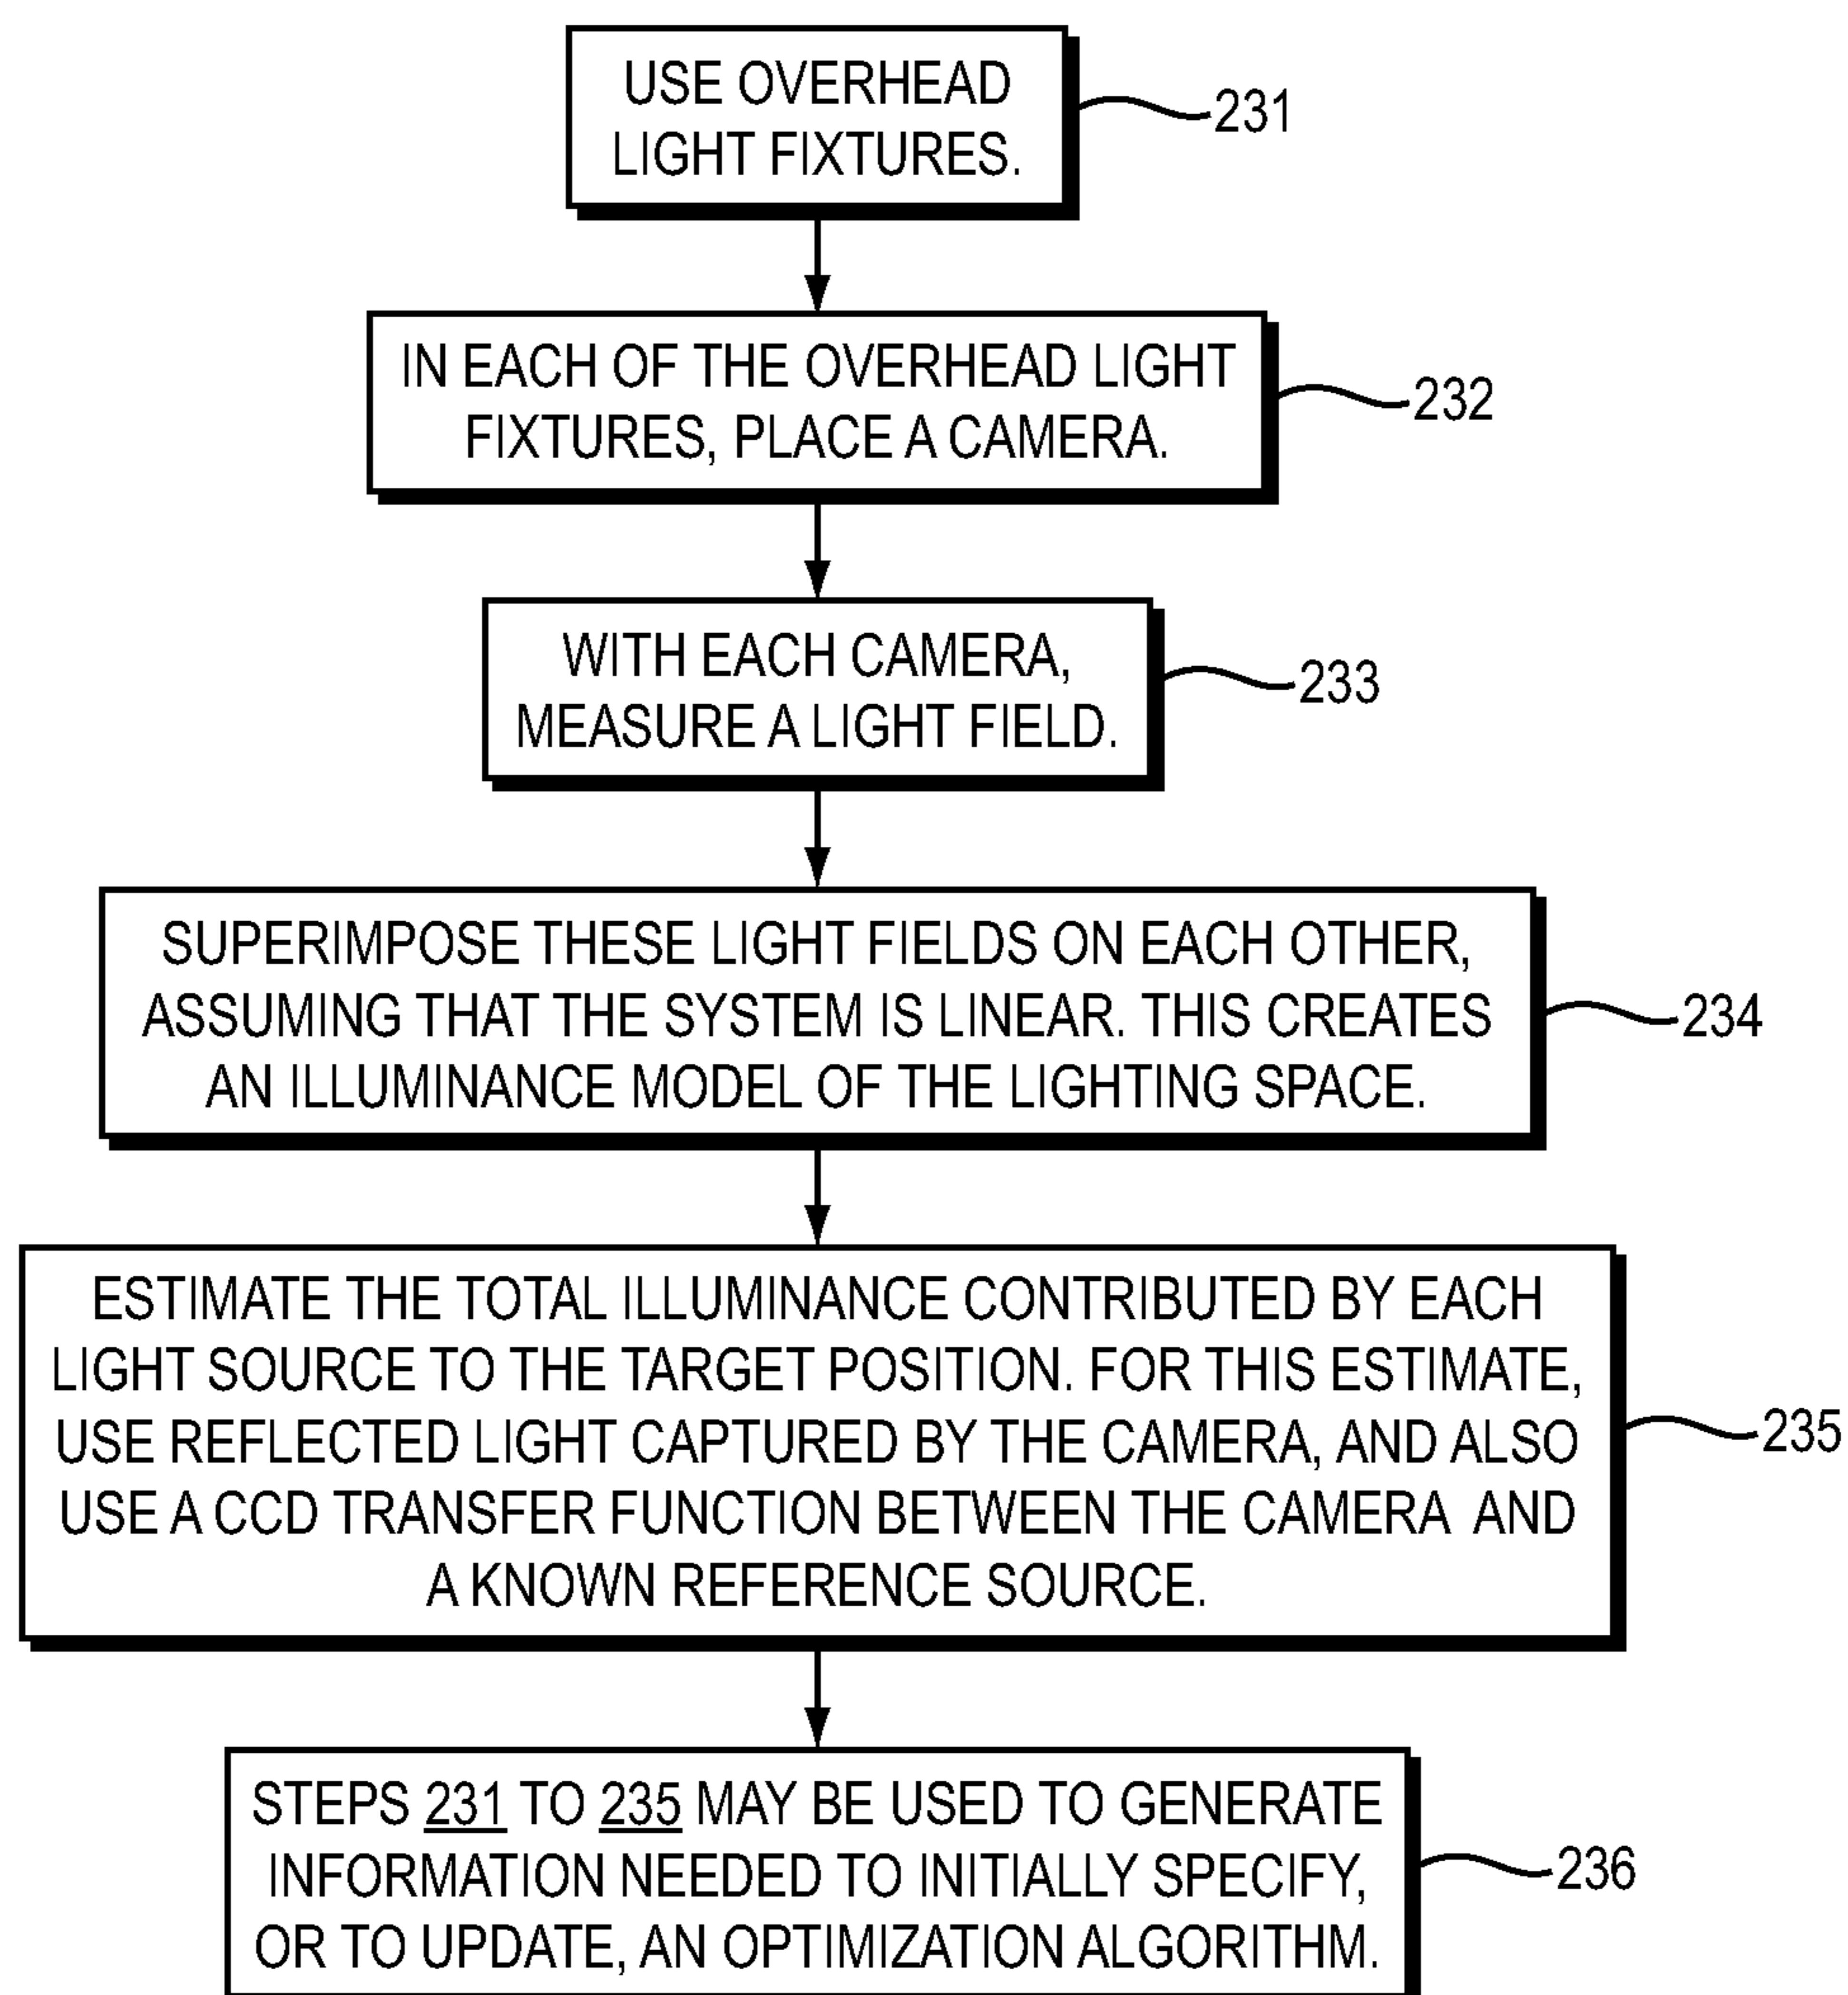 USE OVERHEAD
LIGHT FIXTURES.
231
IN EACH OF THE OVERHEAD LIGHT
FIXTURES, PLACE A CAMERA.
232
WITH EACH CAMERA,
MEASURE A LIGHT FIELD.
233
SUPERIMPOSE THESE LIGHT FIELDS ON EACH OTHER,
ASSUMING THAT THE SYSTEM IS LINEAR. THIS CREATES
AN ILLUMINANCE MODEL OF THE LIGHTING SPACE.
234
ESTIMATE THE TOTAL ILLUMINANCE CONTRIBUTED BY EACH
LIGHT SOURCE TO THE TARGET POSITION. FOR THIS ESTIMATE,
USE REFLECTED LIGHT CAPTURED BY THE CAMERA, AND ALSO
USE A CCD TRANSFER FUNCTION BETWEEN THE CAMERA AND
A KNOWN REFERENCE SOURCE.
235
STEPS 231 TO 235 MAY BE USED TO GENERATE
INFORMATION NEEDED TO INITIALLY SPECIFY,
OR TO UPDATE, AN OPTIMIZATION ALGORITHM.
236